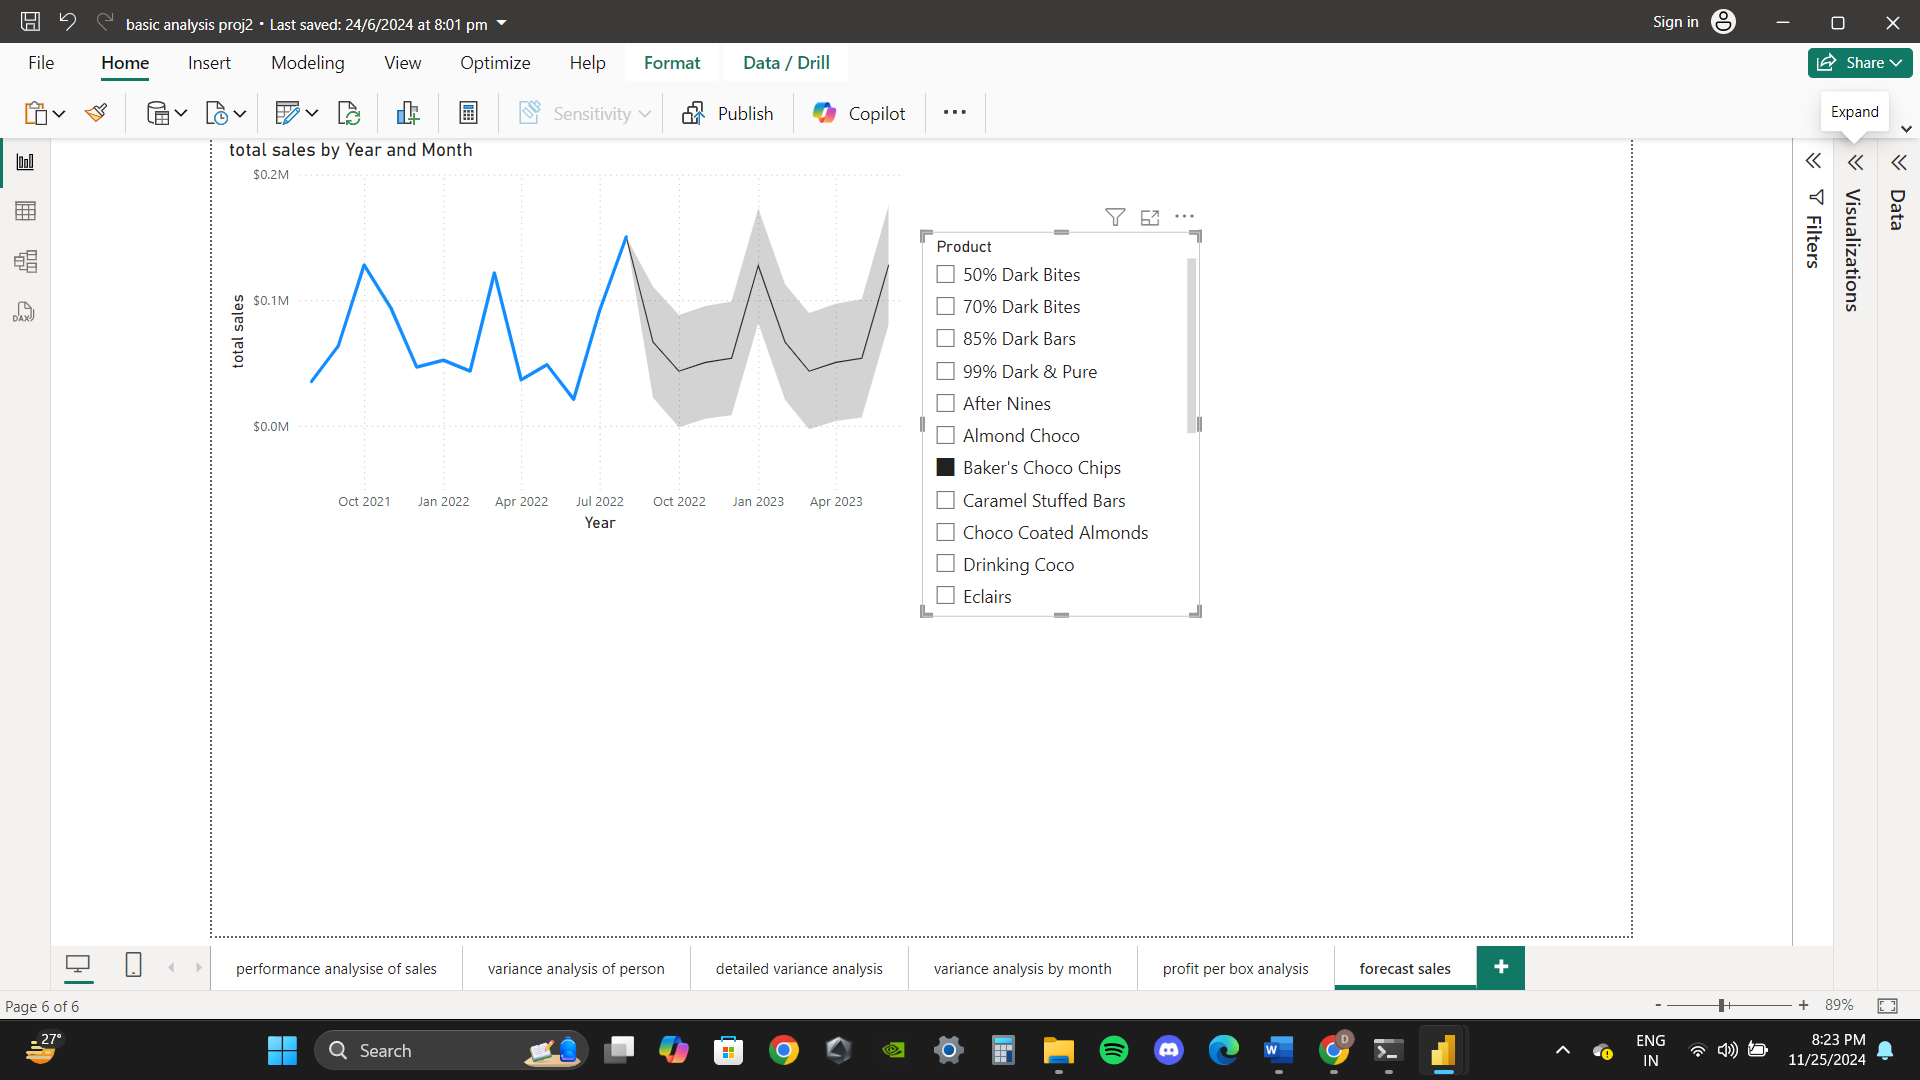 basic analysis proj2 • Last saved: 24/6/2024 at 8:01 pm
Sign in
File
Home
Insert
Modeling
View
Optimize
Help
Format
Data / Drill
Share
Sensitivity
Publish
Copilot
Expand
DAX
total sales by Year and Month
total sales
$0.2M
$0.1M
$0.0M
Oct 2021
Jan 2022
Apr 2022
Jul 2022
Oct 2022
Jan 2023
Apr 2023
Year
Product
50% Dark Bites
70% Dark Bites
85% Dark Bars
99% Dark & Pure
After Nines
Almond Choco
Baker's Choco Chips
Caramel Stuffed Bars
Choco Coated Almonds
Drinking Coco
Eclairs
Filters
Visualizations
Data
performance analysise of sales
variance analysis of person
detailed variance analysis
variance analysis by month
profit per box analysis
forecast sales
+
Page 6 of 6
- + 89%
27°
Search
W
D
ENG
IN
8:23 PM
11/25/2024